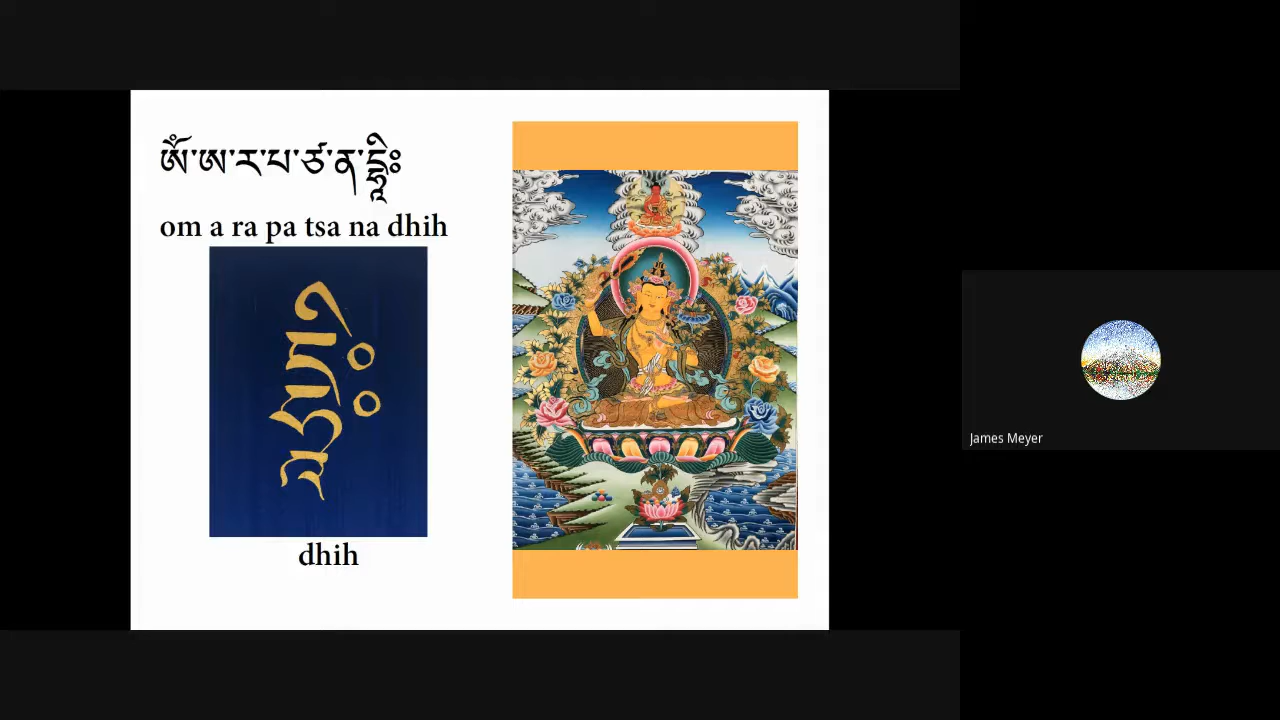 ༀ་ཨ་ར་པ་ཙ་ན་དྷཱིཿ
om a ra pa tsa na dhih
དྷཱིཿ
dhih
James Meyer